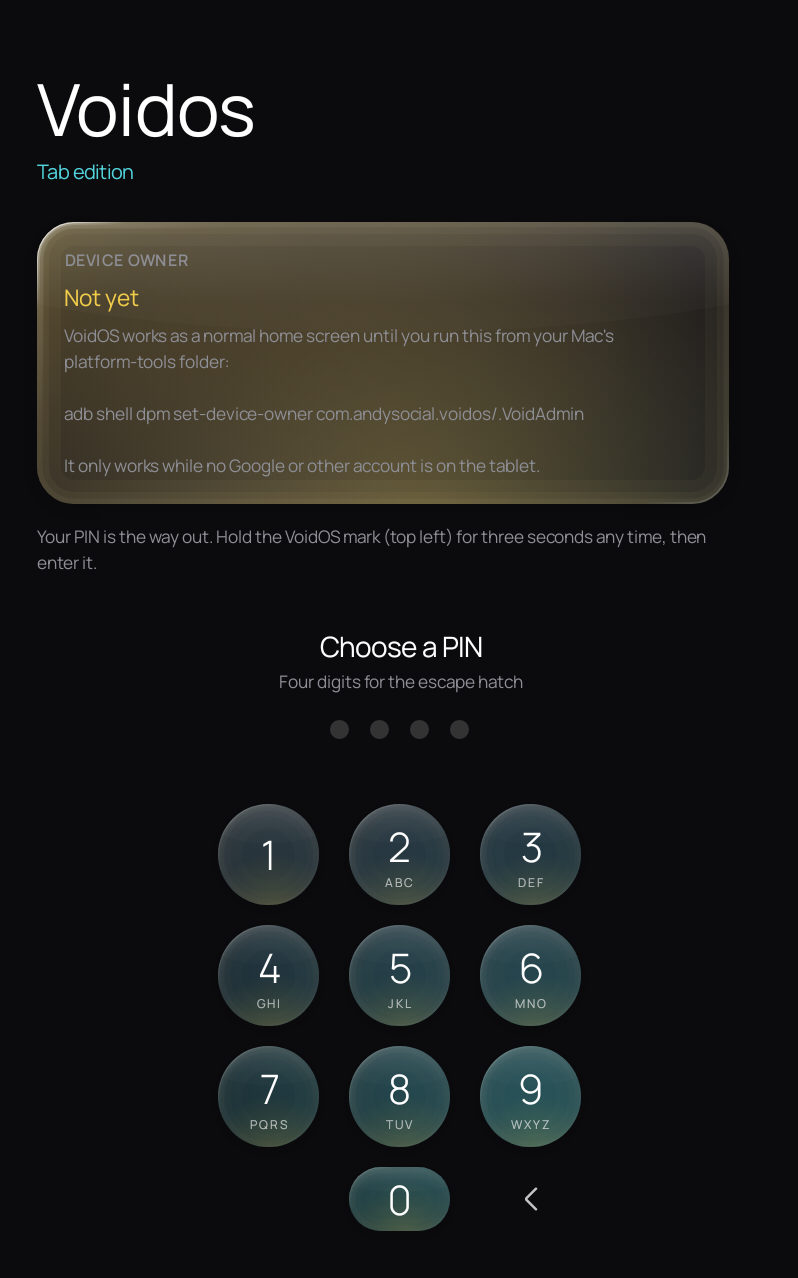 Voidos
Tab edition
DEVICE OWNER
Not yet
VoidOS works as a normal home screen until you run this from your Mac's
platform-tools folder:
adb shell dpm set-device-owner com.andysocial.voidos/.VoidAdmin
It only works while no Google or other account is on the tablet.
Your PIN is the way out. Hold the VoidOS mark (top left) for three seconds any time, then
enter it.
Choose a PIN
Four digits for the escape hatch
1 2 3
ABC DEF
4 5 6
GHI JKL MNO
7 8 9
PQRS TUV WXYZ
0